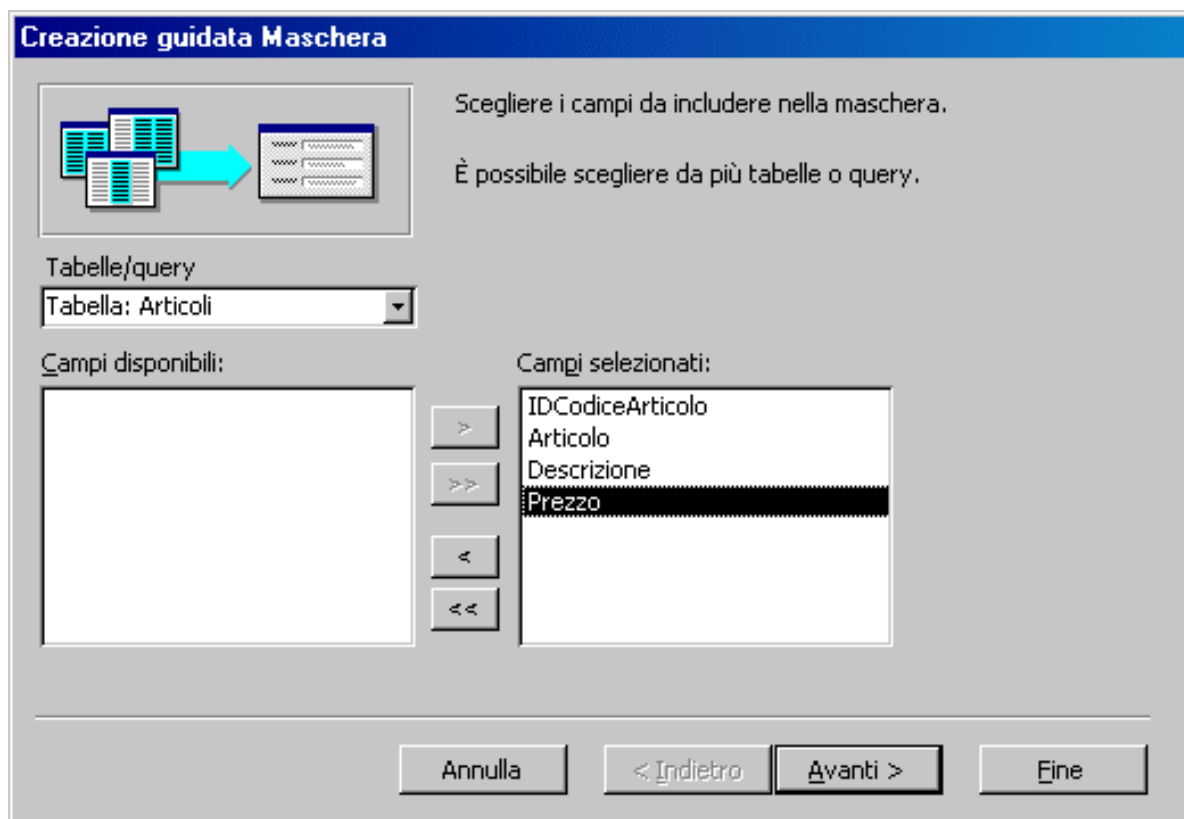 Creazione guidata Maschera
Scegliere i campi da includere nella maschera.
È possibile scegliere da più tabelle o query.
Tabelle/query
Tabella: Articoli
Campi disponibili:
Campi selezionati:
IDCodiceArticolo
Articolo
Descrizione
Prezzo
>
>>
<
<<
Annulla
< Indietro
Avanti >
Fine